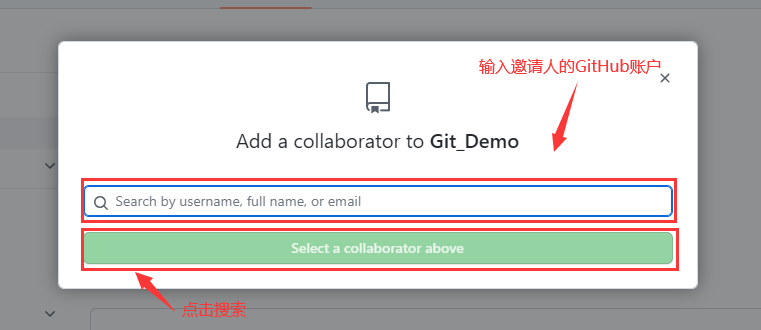 输入邀请人的GitHub账户
Add a collaborator to Git_Demo
Search by username, full name, or email
Select a collaborator above
点击搜索